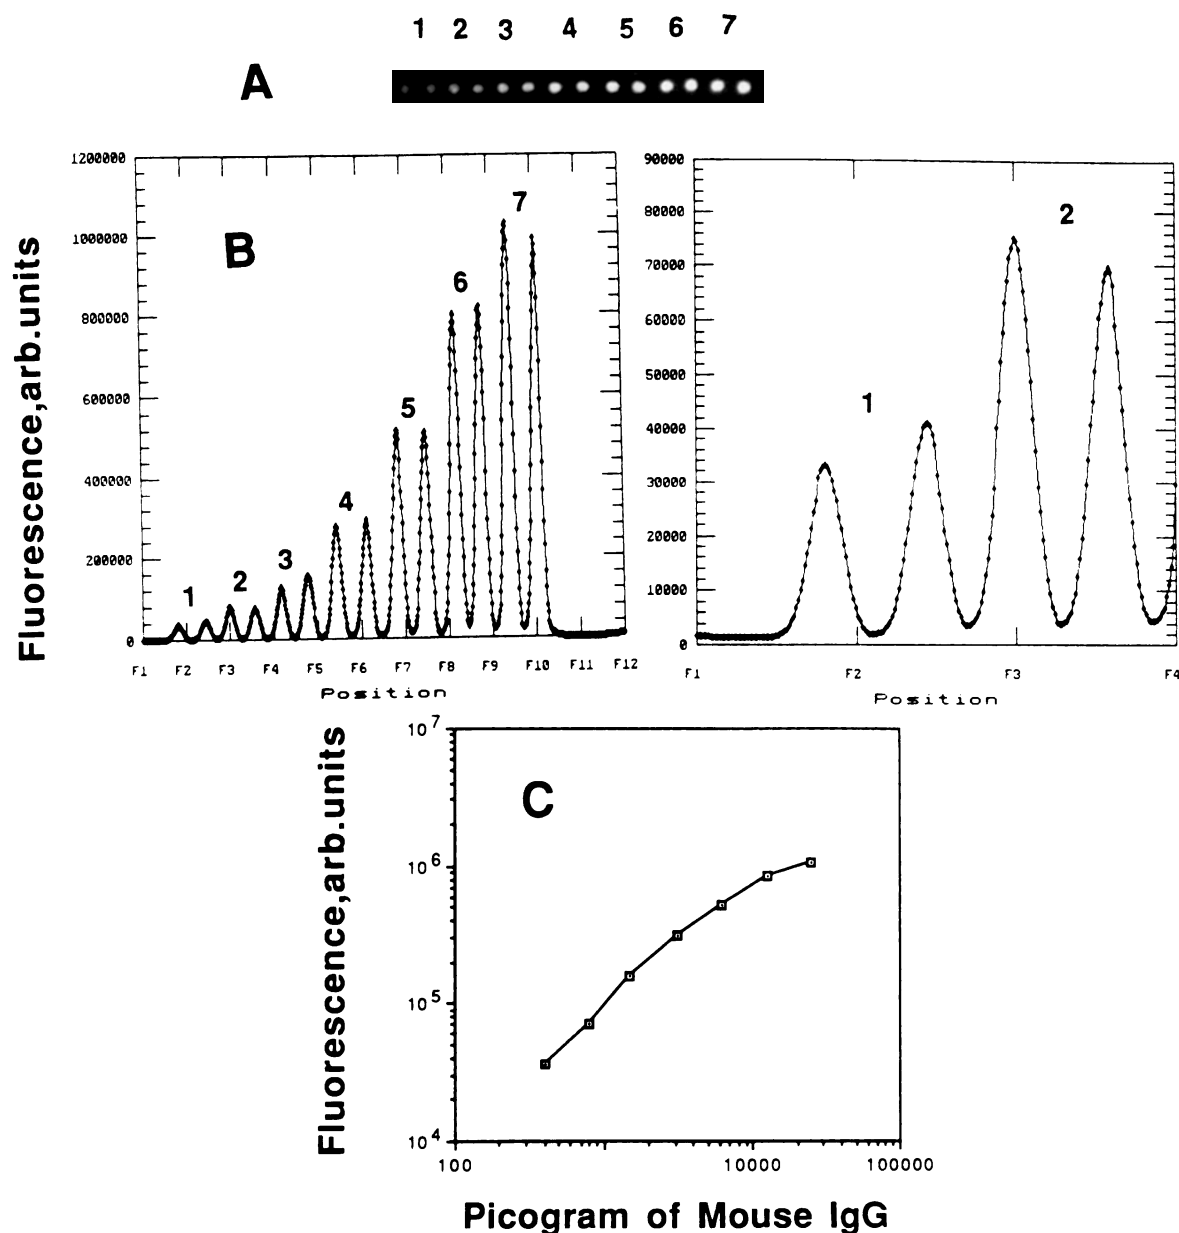 1 2 3 4 5 6 7
A
1200000
1000000
800000
600000
400000
200000
0
B
1
2
3
4
5
6
7
F1 F2 F3 F4 F5 F6 F7 F8 F9 F10 F11 F12
Position
Fluorescence,arb.units
90000
80000
70000
60000
50000
40000
30000
20000
10000
0
1
2
F1 F2 F3 F4
Position
10^7
10^6
10^5
10^4
C
100 10000 100000
Fluorescence,arb.units
Picogram of Mouse IgG